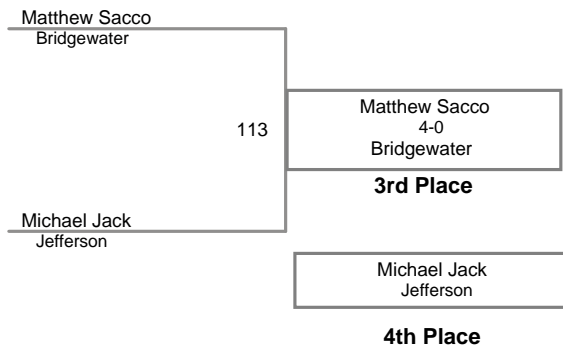 Matthew Sacco
Bridgewater
113
Matthew Sacco
4-0
Bridgewater
3rd Place
Michael Jack
Jefferson
Michael Jack
Jefferson
4th Place